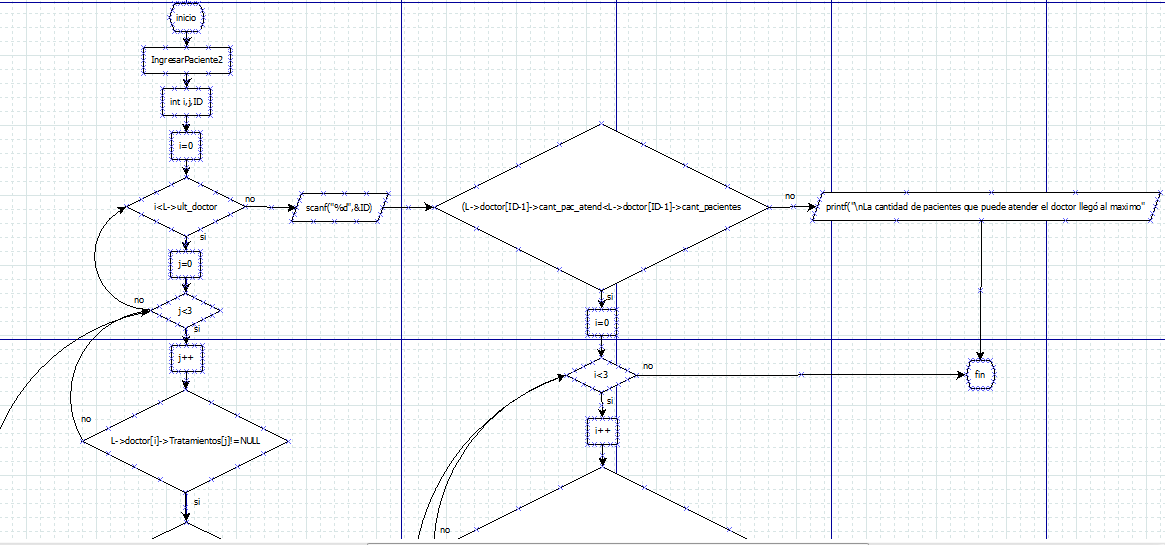 inicio
IngresarPaciente2
int i,j,ID
i=0
i<L->ult_doctor
no
si
j=0
j<3
no
si
j++
L->doctor[i]->Tratamientos[j]!=NULL
no
si
scanf("%d",&ID)
(L->doctor[ID-1]->cant_pac_atend<L->doctor[ID-1]->cant_pacientes
no
si
printf("\nLa cantidad de pacientes que puede atender el doctor llegó al maximo"
i=0
i<3
no
si
i++
no
fin